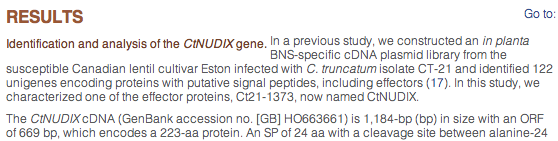 RESULTS
Go to:
Identification and analysis of the CtNUDIX gene. In a previous study, we constructed an in planta
BNS-specific cDNA plasmid library from the
susceptible Canadian lentil cultivar Eston infected with C. truncatum isolate CT-21 and identified 122
unigenes encoding proteins with putative signal peptides, including effectors (17). In this study, we
characterized one of the effector proteins, Ct21-1373, now named CtNUDIX.
The CtNUDIX cDNA (GenBank accession no. [GB] HO663661) is 1,184-bp (bp) in size with an ORF
of 669 bp, which encodes a 223-aa protein. An SP of 24 aa with a cleavage site between alanine-24